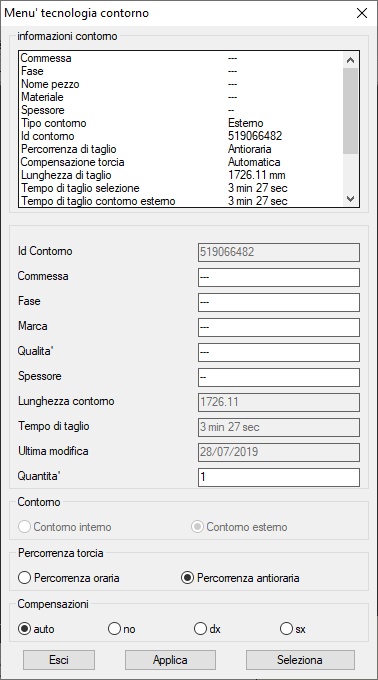 Menu' tecnologia contorno
informazioni contorno
Commessa ---
Fase ---
Nome pezzo ---
Materiale ---
Spessore --
Tipo contorno Esterno
Id contorno 519066482
Percorrenza di taglio Antioraria
Compensazione torcia Automatica
Lunghezza di taglio 1726.11 mm
Tempo di taglio selezione 3 min 27 sec
Tempo di taglio contorno esterno 3 min 27 sec
Id Contorno 519066482
Commessa ---
Fase ---
Marca ---
Qualita' ---
Spessore --
Lunghezza contorno 1726.11
Tempo di taglio 3 min 27 sec
Ultima modifica 28/07/2019
Quantita' 1
Contorno
Contorno interno Contorno esterno
Percorrenza torcia
Percorrenza oraria Percorrenza antioraria
Compensazioni
auto no dx sx
Esci Applica Seleziona